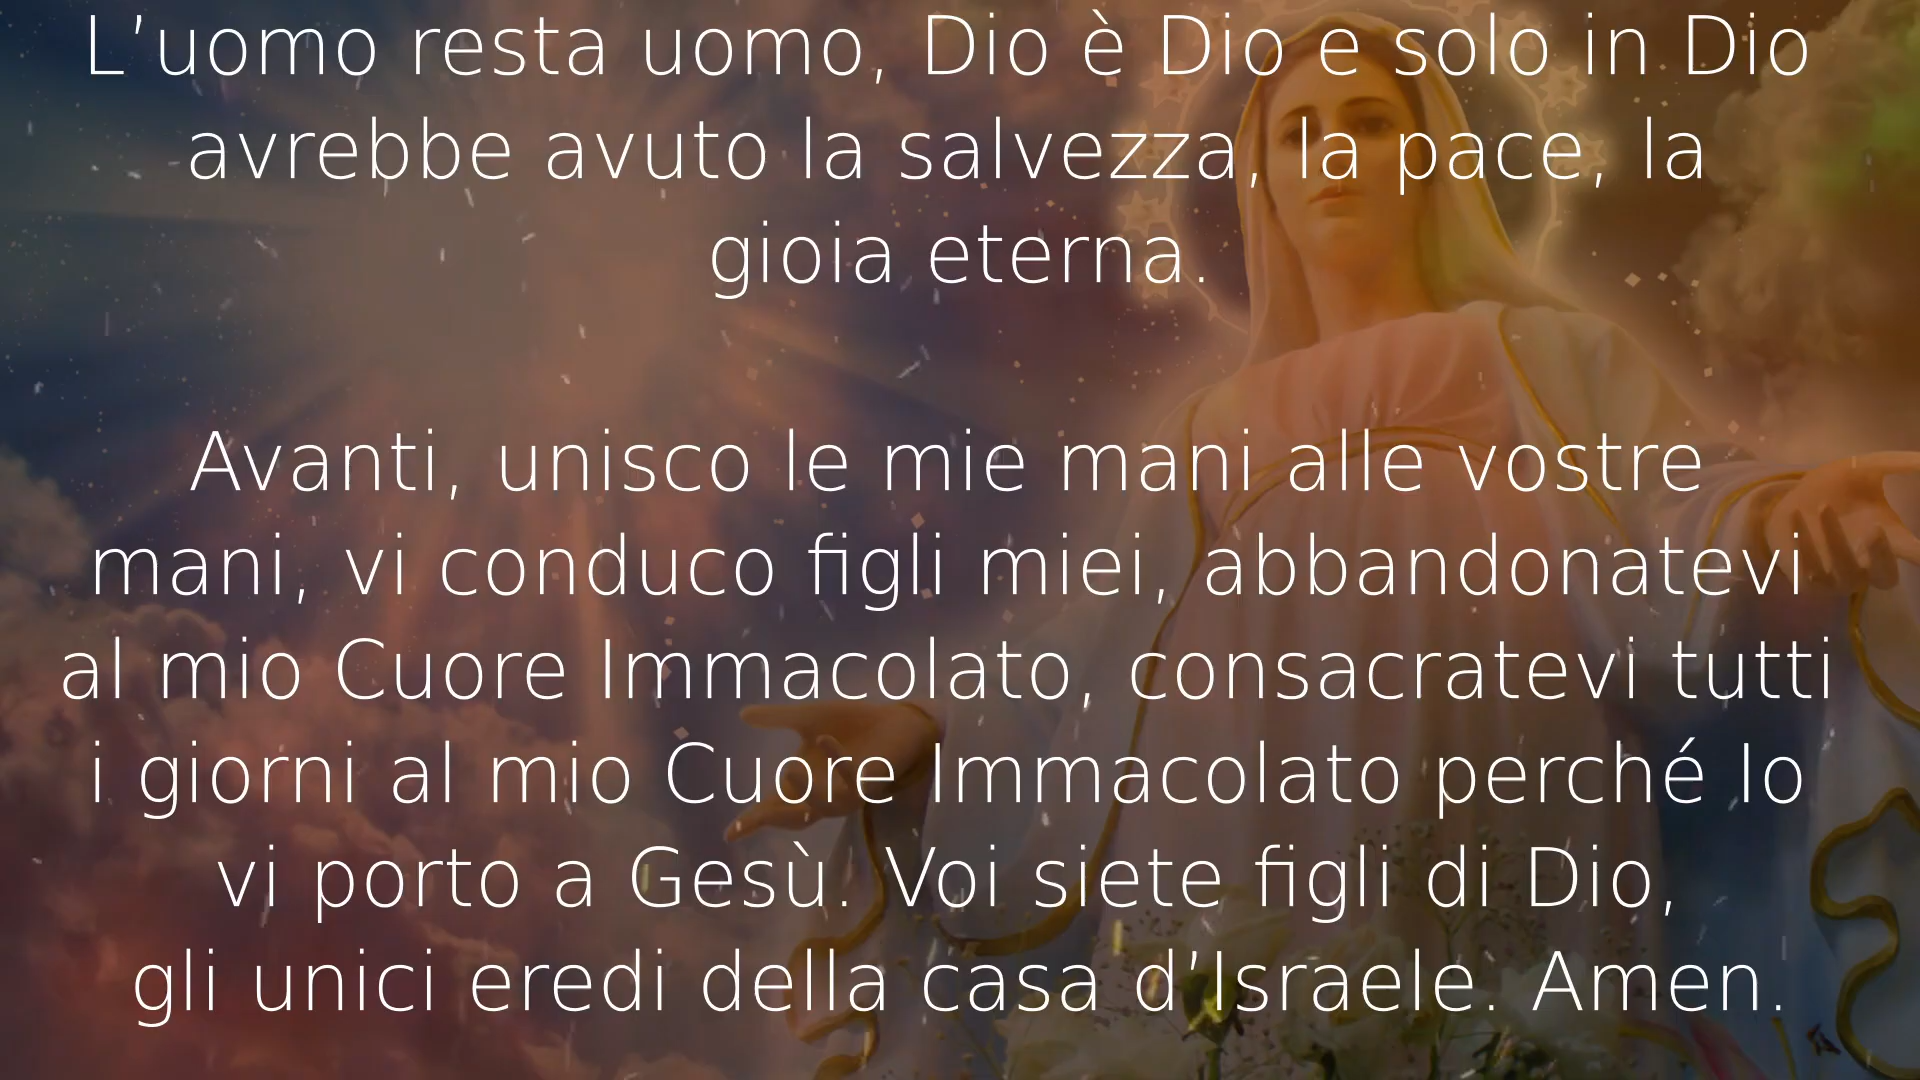 L’uomo resta uomo, Dio è Dio e solo in Dio
avrebbe avuto la salvezza, la pace, la
gioia eterna.
Avanti, unisco le mie mani alle vostre
mani, vi conduco figli miei, abbandonatevi
al mio Cuore Immacolato, consacratevi tutti
i giorni al mio Cuore Immacolato perché Io
vi porto a Gesù. Voi siete figli di Dio,
gli unici eredi della casa d’Israele. Amen.